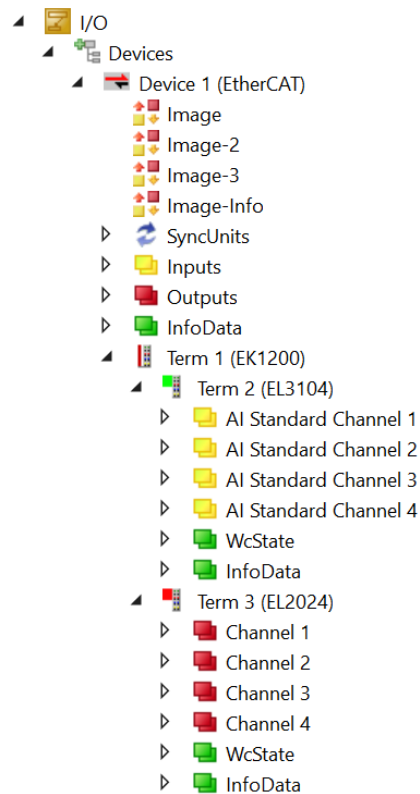 I/O
Devices
Device 1 (EtherCAT)
Image
Image-2
Image-3
Image-Info
SyncUnits
Inputs
Outputs
InfoData
Term 1 (EK1200)
Term 2 (EL3104)
AI Standard Channel 1
AI Standard Channel 2
AI Standard Channel 3
AI Standard Channel 4
WcState
InfoData
Term 3 (EL2024)
Channel 1
Channel 2
Channel 3
Channel 4
WcState
InfoData